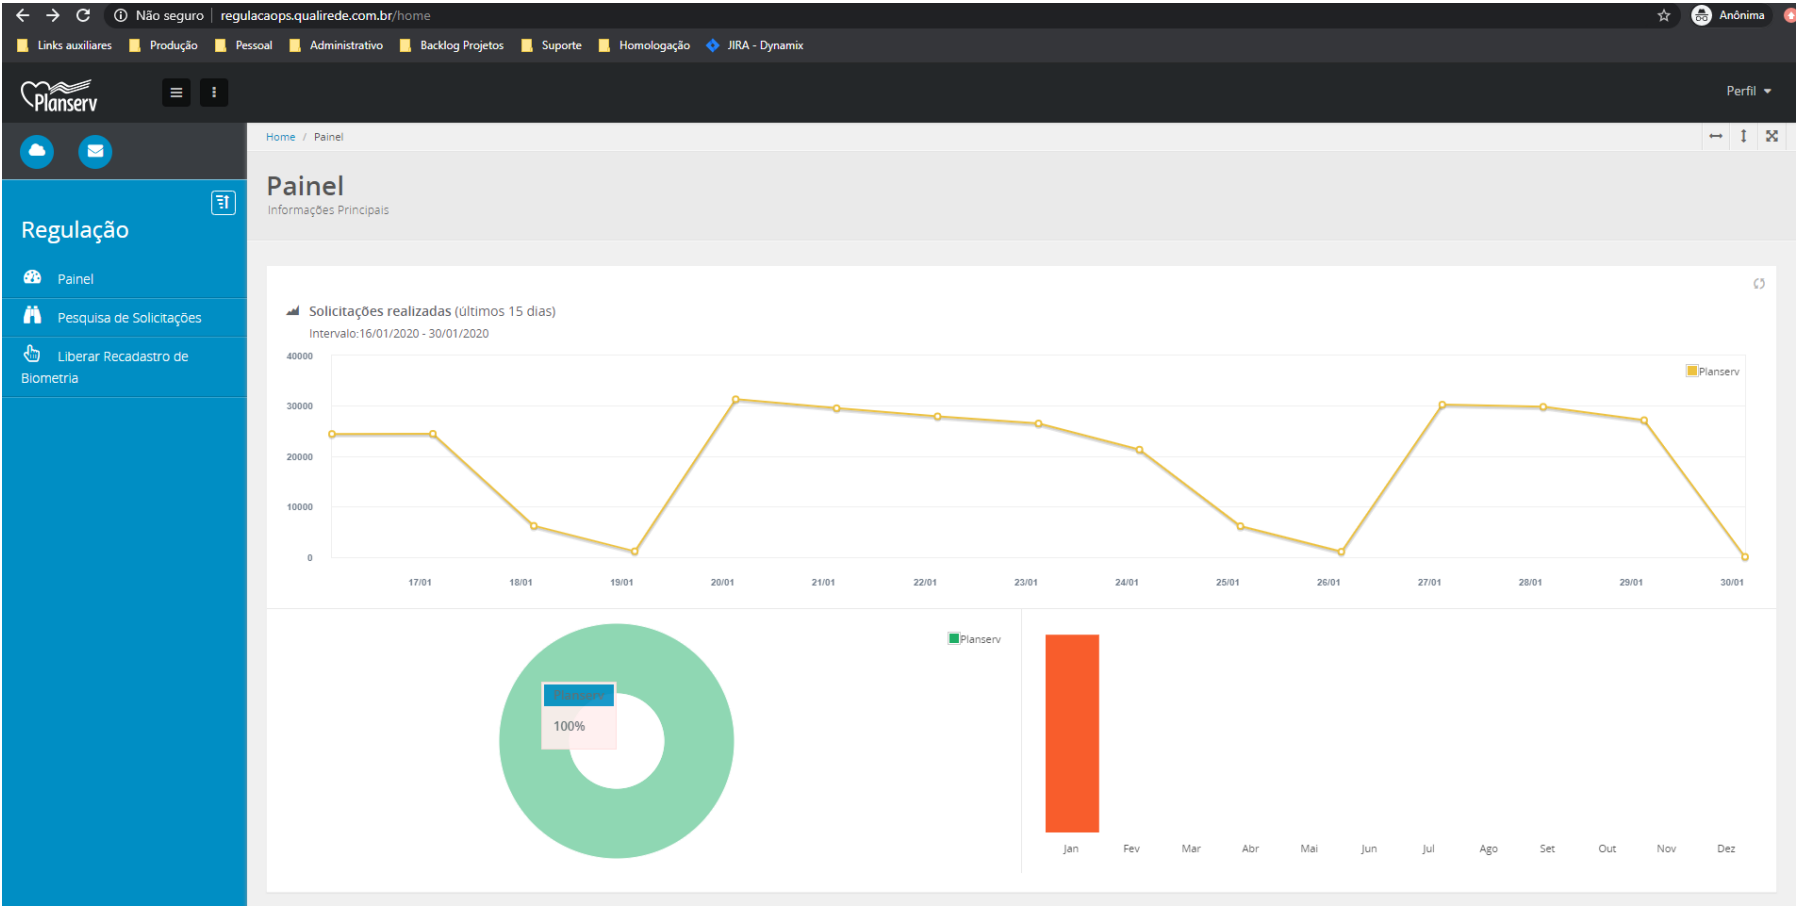 Não seguro | regulacaops.qualirede.com.br/home
Anônima
Links auxiliares Produção Pessoal Administrativo Backlog Projetos Suporte Homologação JIRA - Dynamix
Planserv
Perfil
Home / Painel
Painel
Informações Principais
Regulação
Painel
Pesquisa de Solicitações
Liberar Recadastro de
Biometria
Solicitações realizadas (últimos 15 dias)
Intervalo:16/01/2020 - 30/01/2020
40000
30000
20000
10000
0
Planserv
17/01 18/01 19/01 20/01 21/01 22/01 23/01 24/01 25/01 26/01 27/01 28/01 29/01 30/01
Planserv
Planserv
100%
Jan Fev Mar Abr Mai Jun Jul Ago Set Out Nov Dez